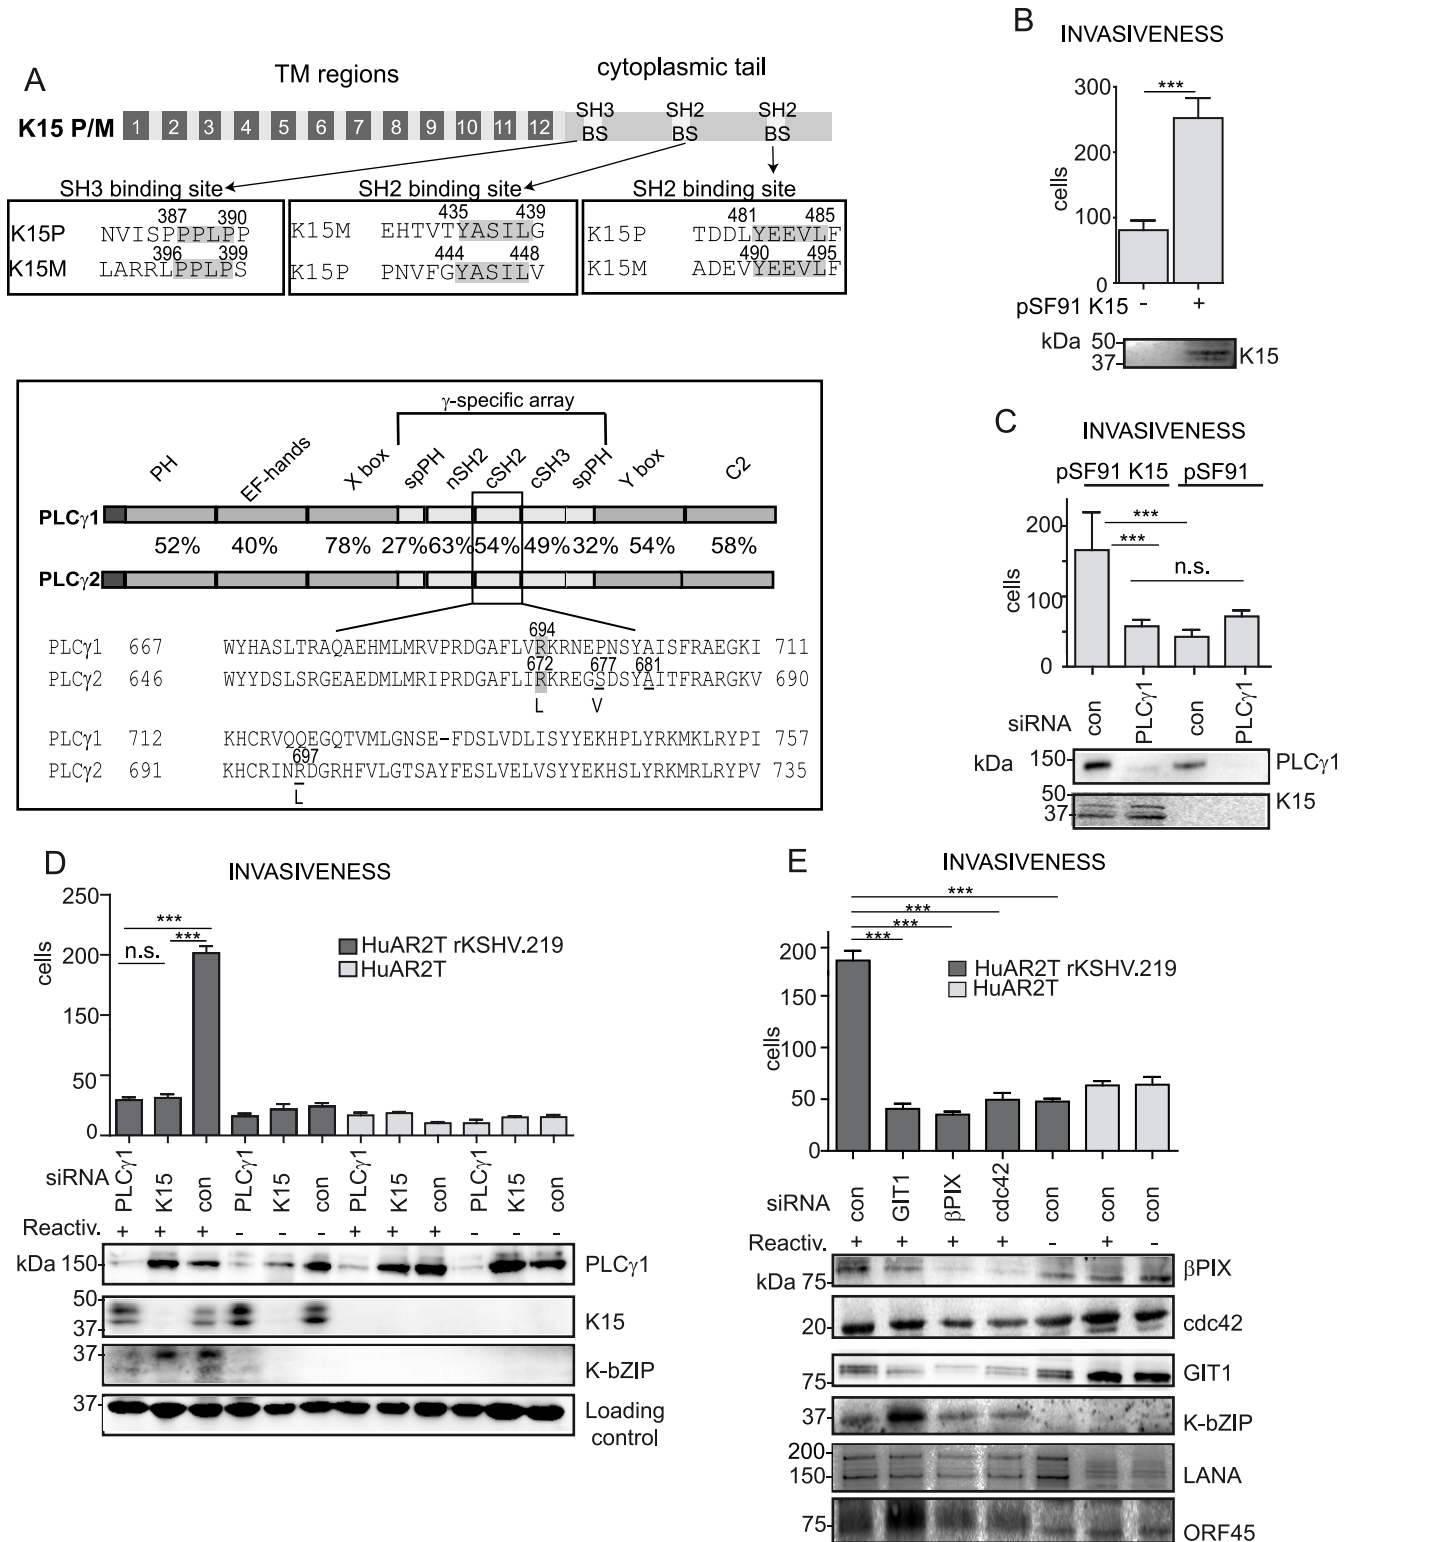 A
TM regions
cytoplasmic tail
K15 P/M 1 2 3 4 5 6 7 8 9 10 11 12
SH3 BS
SH2 BS
SH2 BS
SH3 binding site
387 390
K15P NVISPPPLPP
396 399
K15M LARRLPPLPS
SH2 binding site
435 439
K15M EHTVTYASILG
444 448
K15P PNVFGYASILV
SH2 binding site
481 485
K15P TDDLYEEVLF
490 495
K15M ADEVYEEVLF
γ-specific array
PH EF-hands X box spPH nSH2 cSH2 cSH3 spPH Y box C2
PLCγ1
52% 40% 78% 27% 63% 54% 49% 32% 54% 58%
PLCγ2
694
PLCγ1 667 WYHASLTRAQAEHMLMRVPRDGAFLVRKRNEPNSYAISFRAEGKI 711
672 677 681
PLCγ2 646 WYYDSLSRGEAEDMLMRIPRDGAFLIRKREGSDSYAITFRARGKV 690
L V
PLCγ1 712 KHCRVQQEGQTVMLGNSE-FDSLVDLISYYEKHPLYRKMKLRYPI 757
697
PLCγ2 691 KHCRINRDGRHFVLGTSAYFESLVELVSYYEKHSLYRKMRLRYPV 735
L
B
INVASIVENESS
***
300
200
100
0
cells
pSF91 K15 - +
kDa 50
37
K15
C
INVASIVENESS
pSF91 K15 pSF91
***
***
n.s.
200
100
0
cells
siRNA con PLCγ1 con PLCγ1
kDa 150 PLCγ1
50
37
K15
D
INVASIVENESS
250
200
150
100
50
0
cells
***
***
n.s.
HuAR2T rKSHV.219
HuAR2T
siRNA PLCγ1 K15 con PLCγ1 K15 con PLCγ1 K15 con PLCγ1 K15 con
Reactiv. + + + - - - + + + - - -
kDa 150 PLCγ1
50
37
K15
37 K-bZIP
37 Loading control
E
INVASIVENESS
***
***
***
***
200
150
100
50
0
cells
HuAR2T rKSHV.219
HuAR2T
siRNA con GIT1 βPIX cdc42 con con con
Reactiv. + + + + - + -
kDa 75 βPIX
20 cdc42
75 GIT1
37 K-bZIP
200
150
LANA
75 ORF45